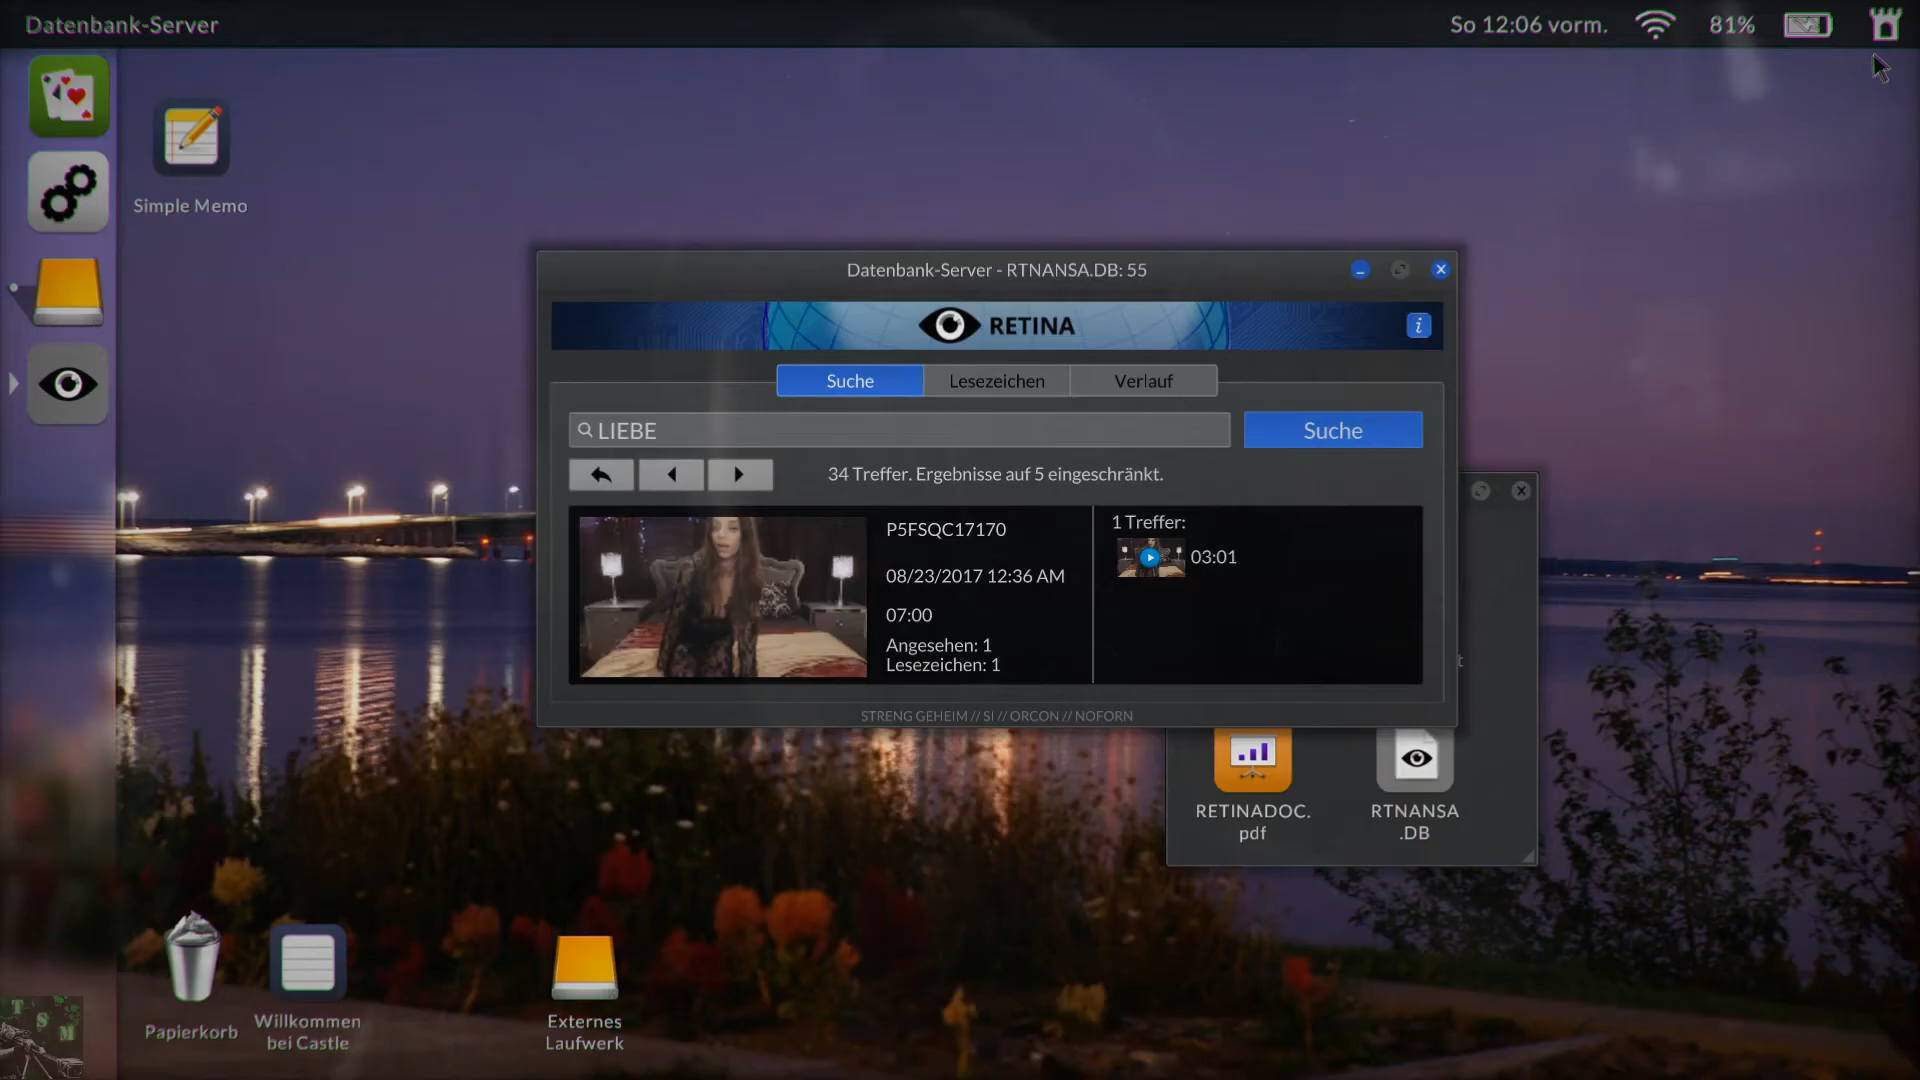 Datenbank-Server
So 12:06 vorm.
81%
Simple Memo
Datenbank-Server - RTNANSA.DB: 55
RETINA
i
Suche
Lesezeichen
Verlauf
LIEBE
Suche
34 Treffer. Ergebnisse auf 5 eingeschränkt.
P5FSQC17170
08/23/2017 12:36 AM
07:00
Angesehen: 1
Lesezeichen: 1
1 Treffer:
03:01
STRENG GEHEIM // SI // ORCON // NOFORN
t
RETINADOC.
pdf
RTNANSA
.DB
Papierkorb
Willkommen
bei Castle
Externes
Laufwerk
T S M